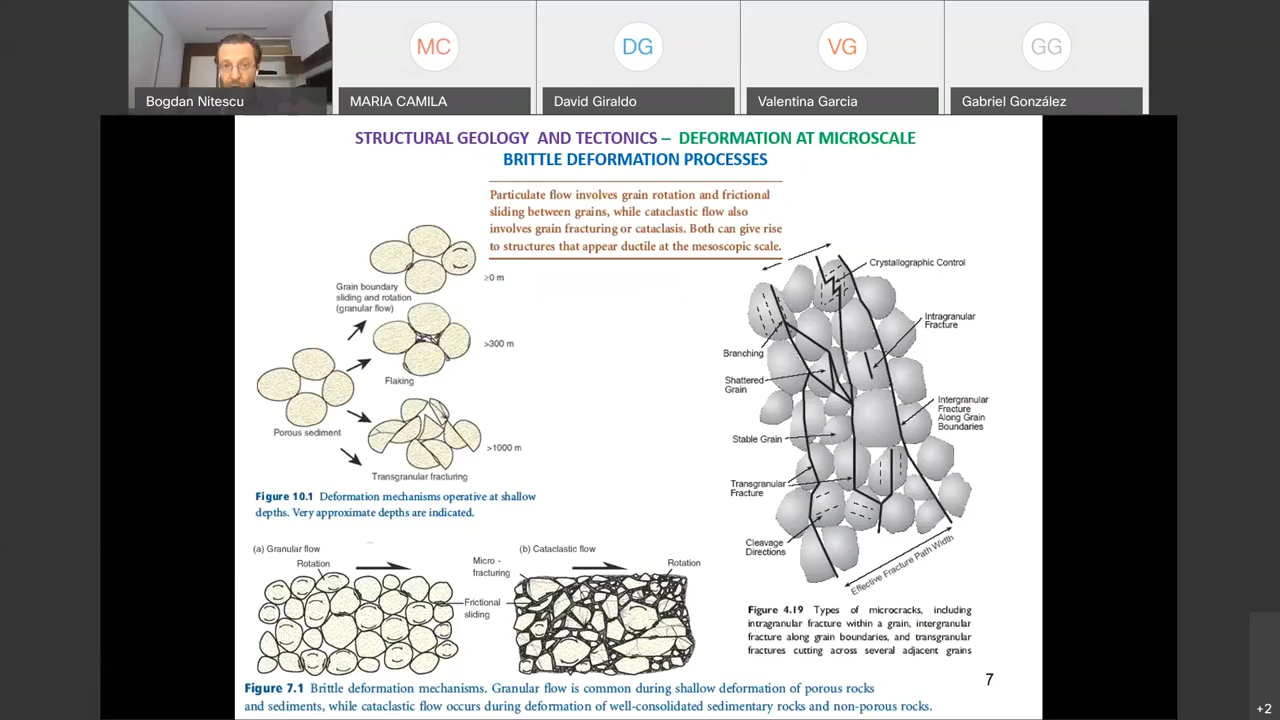 MC
DG
VG
GG
Bogdan Nitescu
MARIA CAMILA
David Giraldo
Valentina Garcia
Gabriel González
STRUCTURAL GEOLOGY AND TECTONICS – DEFORMATION AT MICROSCALE
BRITTLE DEFORMATION PROCESSES
Particulate flow involves grain rotation and frictional
sliding between grains, while cataclastic flow also
involves grain fracturing or cataclasis. Both can give rise
to structures that appear ductile at the mesoscopic scale.
≥0 m
Grain boundary
sliding and rotation
(granular flow)
>300 m
Flaking
Porous sediment
>1000 m
Transgranular fracturing
Figure 10.1 Deformation mechanisms operative at shallow
depths. Very approximate depths are indicated.
Crystallographic Control
Intragranular
Fracture
Branching
Shattered
Grain
Intergranular
Fracture
Along Grain
Boundaries
Stable Grain
Transgranular
Fracture
Cleavage
Directions
Effective Fracture Path Width
Figure 4.19 Types of microcracks, including
intragranular fracture within a grain, intergranular
fracture along grain boundaries, and transgranular
fractures cutting across several adjacent grains
(a) Granular flow
Rotation
Micro -
fracturing
Frictional
sliding
(b) Cataclastic flow
Rotation
Figure 7.1 Brittle deformation mechanisms. Granular flow is common during shallow deformation of porous rocks
and sediments, while cataclastic flow occurs during deformation of well-consolidated sedimentary rocks and non-porous rocks.
7
+2